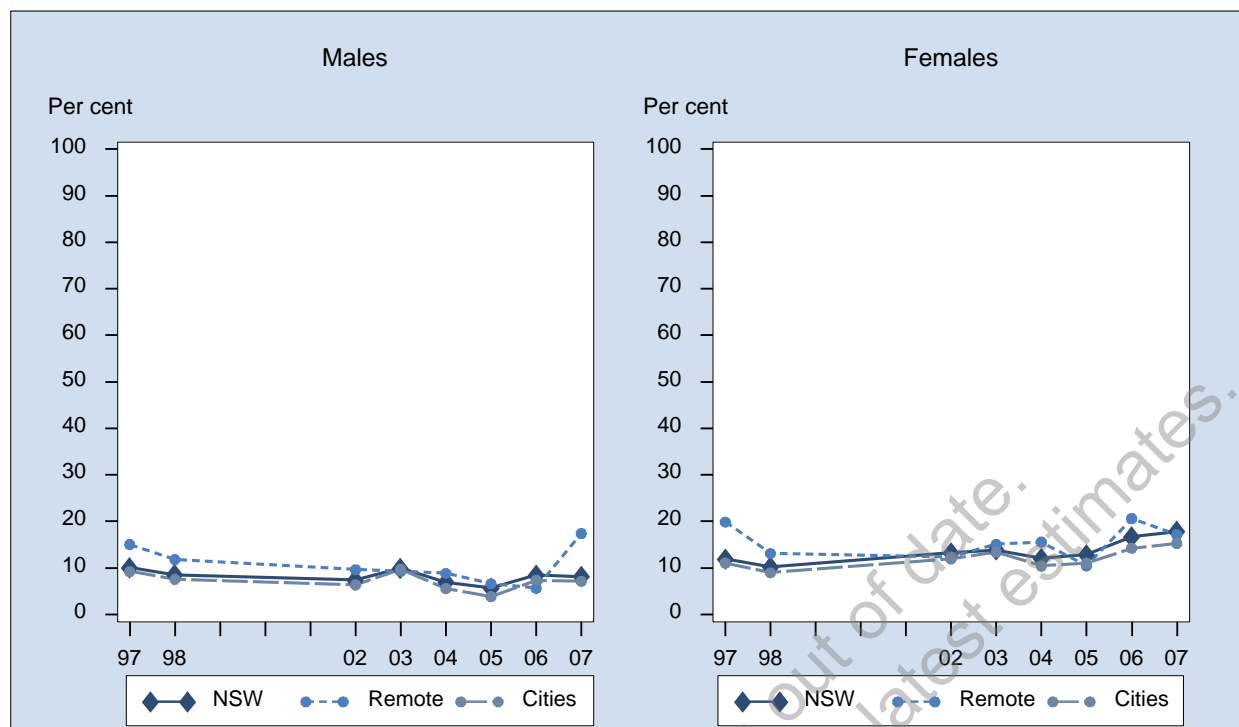 Males
Per cent
100
90
80
70
60
50
40
30
20
10
0
97 98 02 03 04 05 06 07
NSW Remote Cities
Females
Per cent
100
90
80
70
60
50
40
30
20
10
0
97 98 02 03 04 05 06 07
NSW Remote Cities
out of date.
latest estimates.